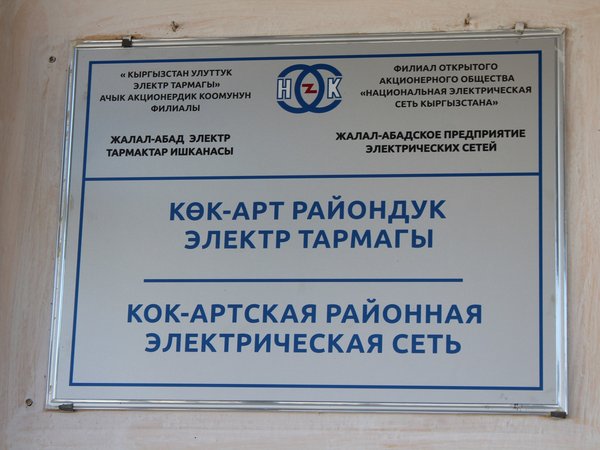 « КЫРГЫЗСТАН УЛУТТУК
ЭЛЕКТР ТАРМАГЫ»
АЧЫК АКЦИОНЕРДИК КООМУНУН
ФИЛИАЛЫ
ЖАЛАЛ-АБАД ЭЛЕКТР
ТАРМАКТАР ИШКАНАСЫ
Н К
ФИЛИАЛ ОТКРЫТОГО
АКЦИОНЕРНОГО ОБЩЕСТВА
«НАЦИОНАЛЬНАЯ ЭЛЕКТРИЧЕСКАЯ
СЕТЬ КЫРГЫЗСТАНА»
ЖАЛАЛ-АБАДСКОЕ ПРЕДПРИЯТИЕ
ЭЛЕКТРИЧЕСКИХ СЕТЕЙ
КӨК-АРТ РАЙОНДУК
ЭЛЕКТР ТАРМАГЫ
КОК-АРТСКАЯ РАЙОННАЯ
ЭЛЕКТРИЧЕСКАЯ СЕТЬ